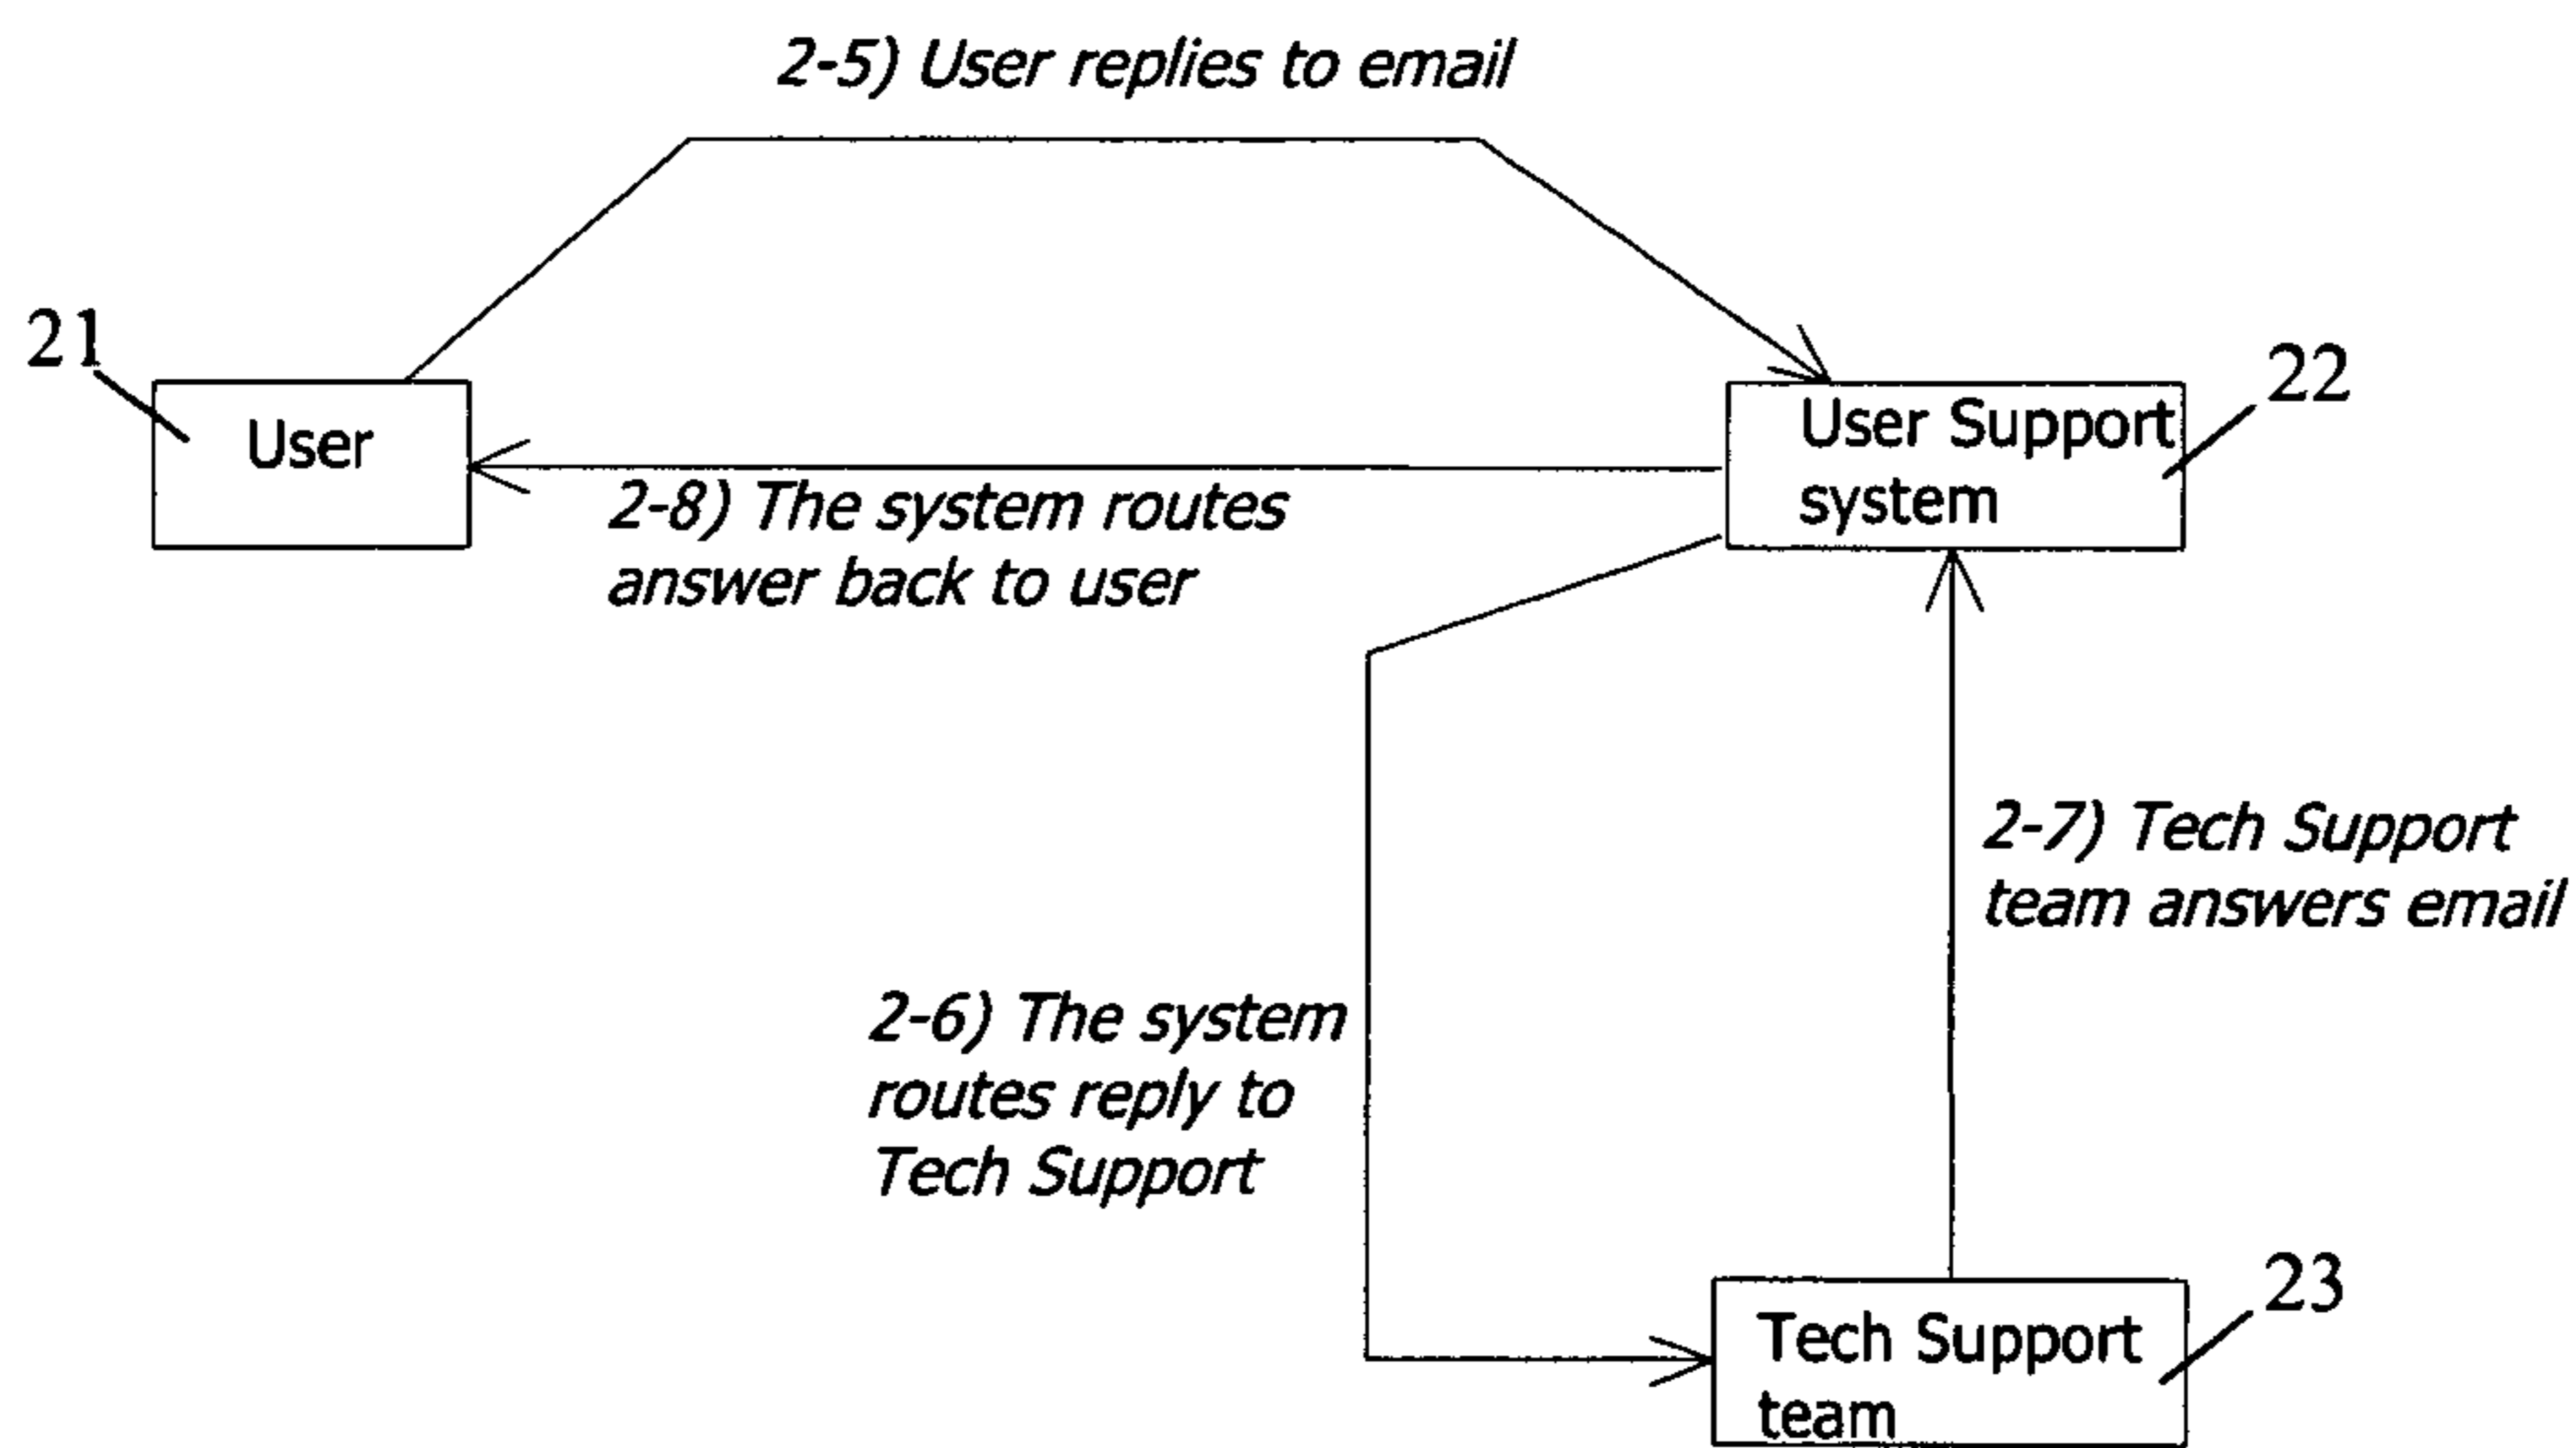 2-5) User replies to email
21
User
User Support
system
22
2-8) The system routes
answer back to user
2-7) Tech Support
team answers email
2-6) The system
routes reply to
Tech Support
Tech Support
team
23